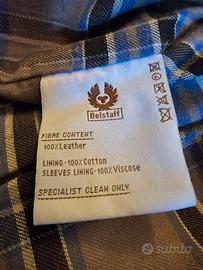 Belstaff
FIBRE CONTENT
100% Leather
LINING-100%Cotton
SLEEVES LINING-100%Viscose
SPECIALIST CLEAN ONLY
subito